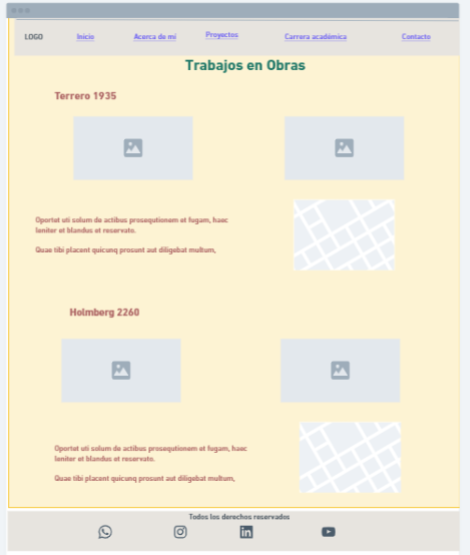 LOGO Inicio Acerca de mí Proyectos Carrera académica Contacto
Trabajos en Obras
Terrero 1935
Oportet uti solum de actibus prosequtionem et fugam, haec
leniter et blandus et reservato.
Quae tibi placent quicunq prosunt aut diligebat multum,
Holmberg 2260
Oportet uti solum de actibus prosequtionem et fugam, haec
leniter et blandus et reservato.
Quae tibi placent quicunq prosunt aut diligebat multum,
Todos los derechos reservados